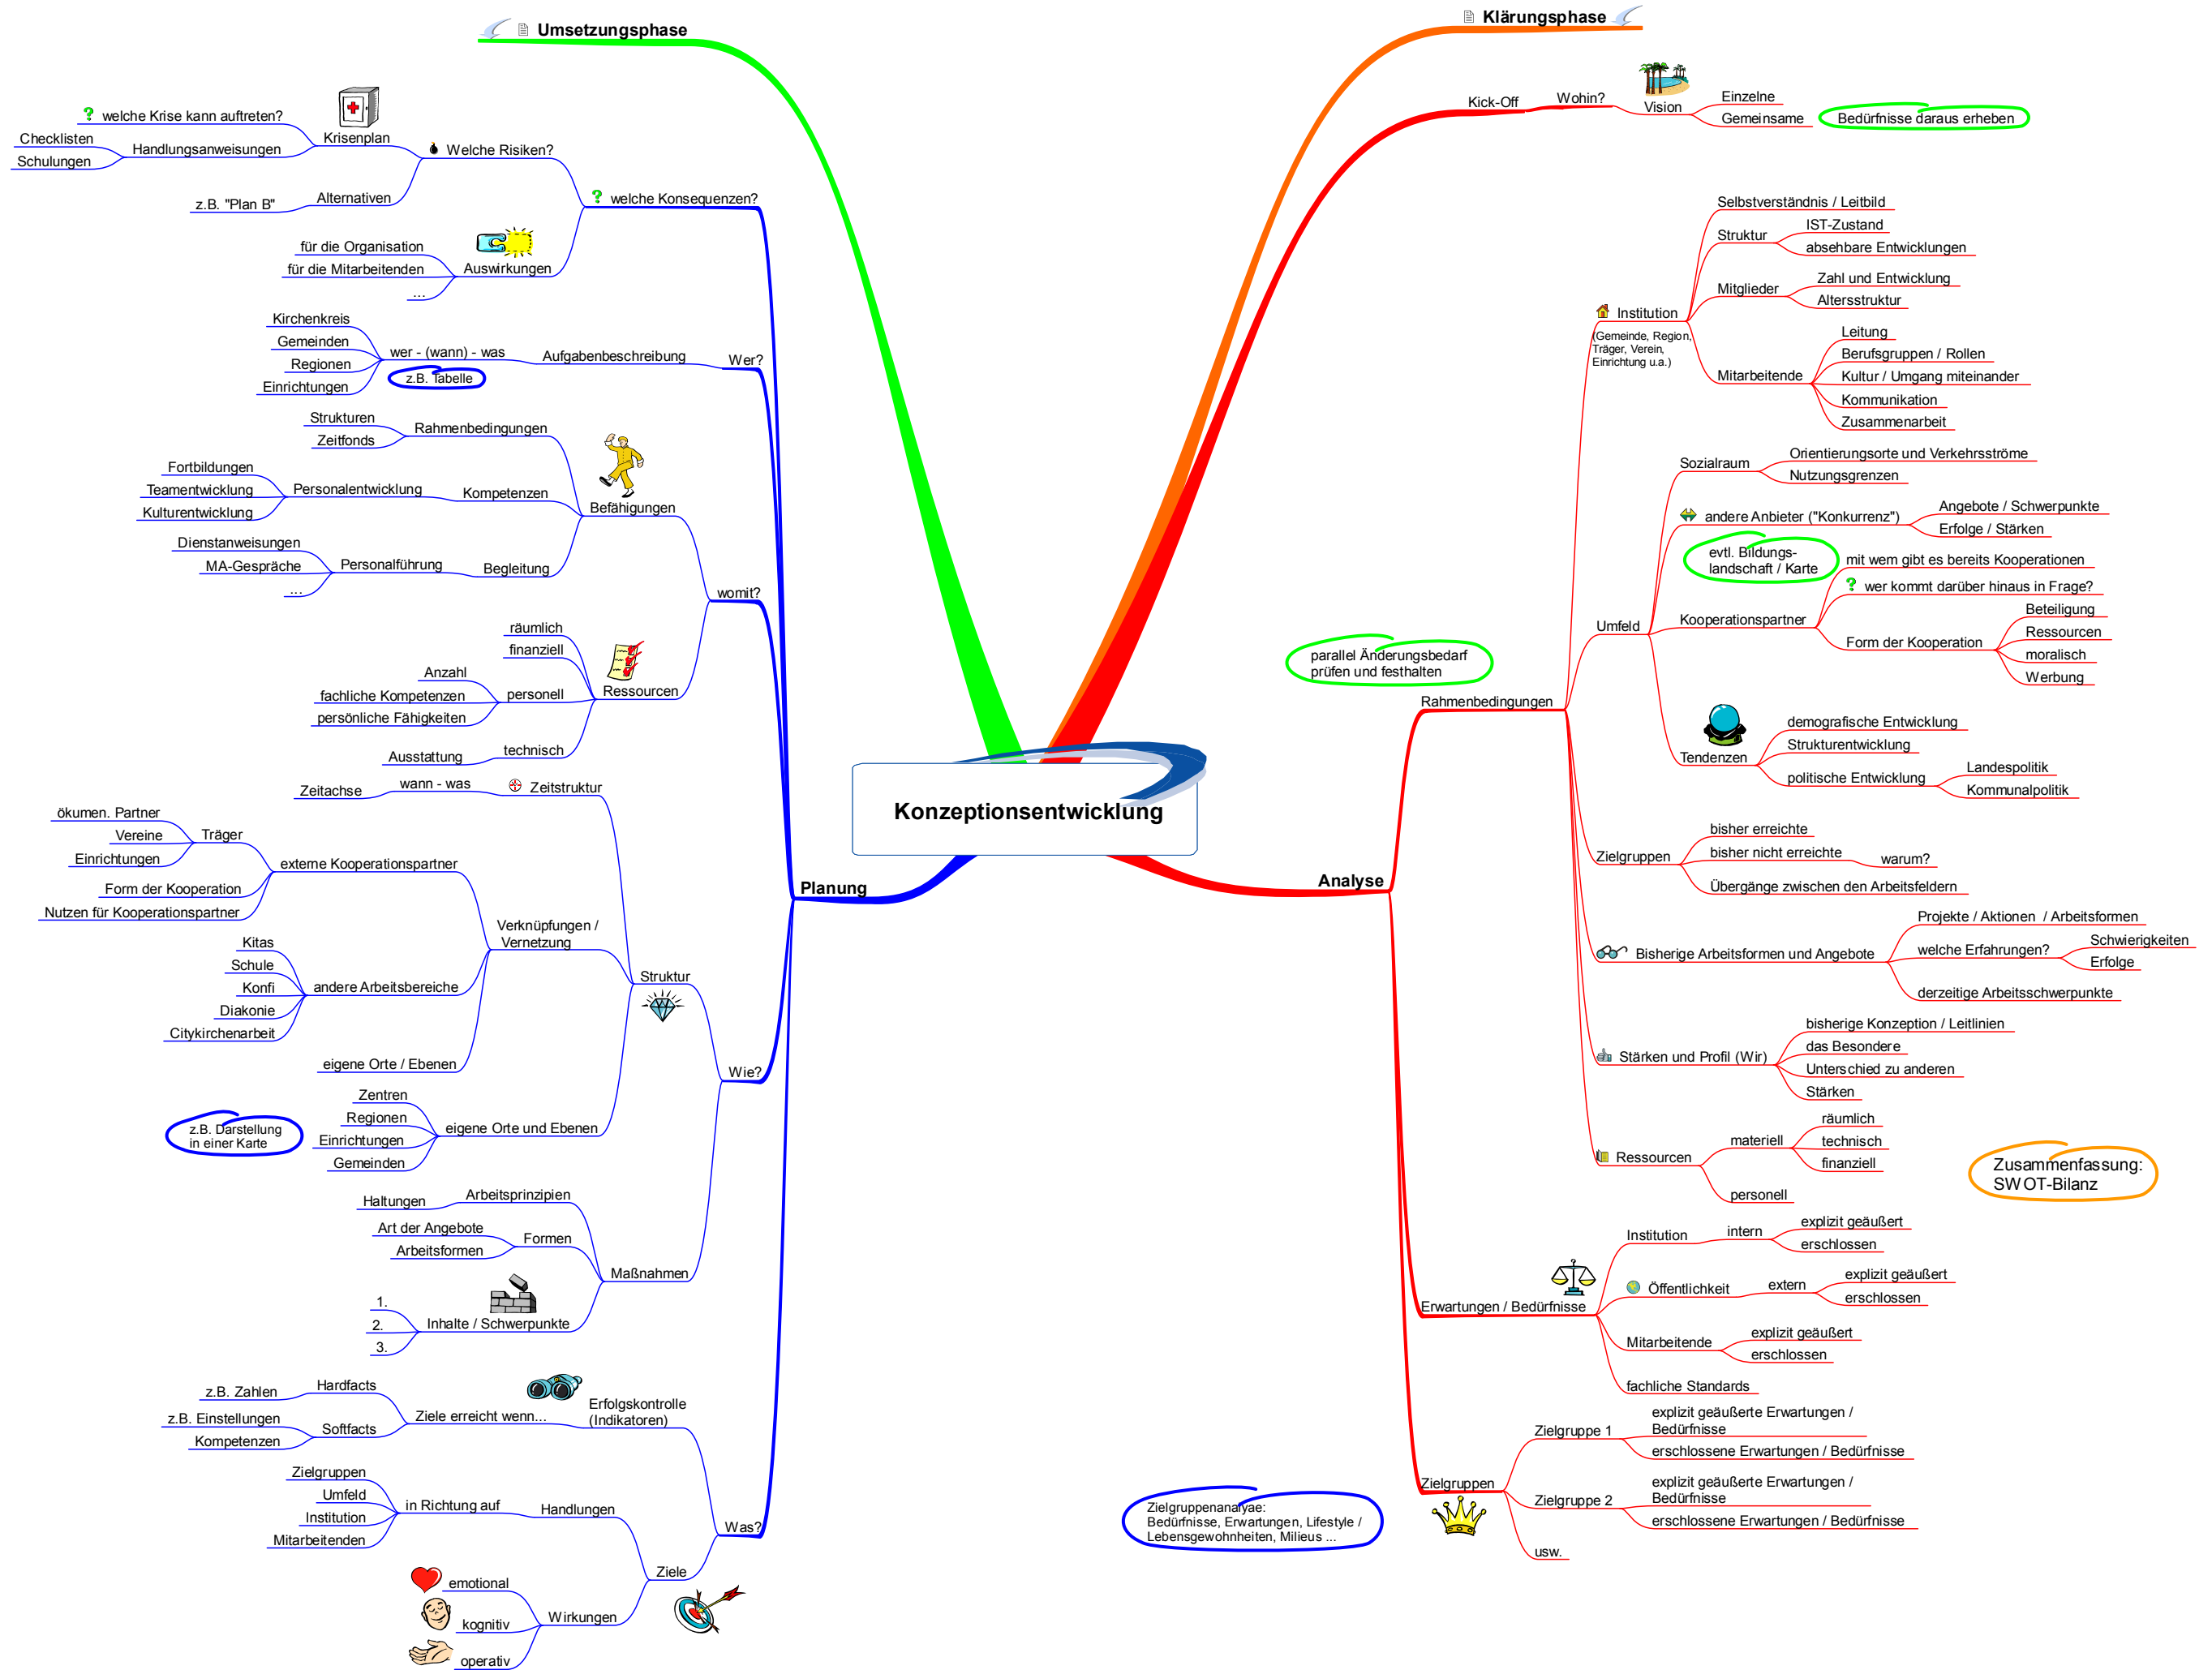 Konzeptionsentwicklung
Klärungsphase
Kick-Off
Wohin?
Vision
Einzelne
Gemeinsame
Bedürfnisse daraus erheben
Analyse
Rahmenbedingungen
parallel Änderungsbedarf
prüfen und festhalten
Institution
(Gemeinde, Region,
Träger, Verein,
Einrichtung u.a.)
Selbstverständnis / Leitbild
Struktur
IST-Zustand
absehbare Entwicklungen
Mitglieder
Zahl und Entwicklung
Altersstruktur
Mitarbeitende
Leitung
Berufsgruppen / Rollen
Kultur / Umgang miteinander
Kommunikation
Zusammenarbeit
Umfeld
Sozialraum
Orientierungsorte und Verkehrsströme
Nutzungsgrenzen
andere Anbieter ("Konkurrenz")
Angebote / Schwerpunkte
Erfolge / Stärken
evtl. Bildungs-
landschaft / Karte
Kooperationspartner
mit wem gibt es bereits Kooperationen
? wer kommt darüber hinaus in Frage?
Form der Kooperation
Beteiligung
Ressourcen
moralisch
Werbung
Tendenzen
demografische Entwicklung
Strukturentwicklung
politische Entwicklung
Landespolitik
Kommunalpolitik
Zielgruppen
bisher erreichte
bisher nicht erreichte
warum?
Übergänge zwischen den Arbeitsfeldern
Bisherige Arbeitsformen und Angebote
Projekte / Aktionen / Arbeitsformen
welche Erfahrungen?
Schwierigkeiten
Erfolge
derzeitige Arbeitsschwerpunkte
Stärken und Profil (Wir)
bisherige Konzeption / Leitlinien
das Besondere
Unterschied zu anderen
Stärken
Ressourcen
materiell
räumlich
technisch
finanziell
personell
Zusammenfassung:
SWOT-Bilanz
Erwartungen / Bedürfnisse
Institution
intern
explizit geäußert
erschlossen
Öffentlichkeit
extern
explizit geäußert
erschlossen
Mitarbeitende
explizit geäußert
erschlossen
fachliche Standards
Zielgruppen
Zielgruppe 1
explizit geäußerte Erwartungen /
Bedürfnisse
erschlossene Erwartungen / Bedürfnisse
Zielgruppe 2
explizit geäußerte Erwartungen /
Bedürfnisse
erschlossene Erwartungen / Bedürfnisse
usw.
Zielgruppenanalyae:
Bedürfnisse, Erwartungen, Lifestyle /
Lebensgewohnheiten, Milieus ...
Umsetzungsphase
Planung
? welche Konsequenzen?
Welche Risiken?
Krisenplan
? welche Krise kann auftreten?
Handlungsanweisungen
Checklisten
Schulungen
Alternativen
z.B. "Plan B"
Auswirkungen
für die Organisation
für die Mitarbeitenden
...
Wer?
Aufgabenbeschreibung
wer - (wann) - was
z.B. Tabelle
Kirchenkreis
Gemeinden
Regionen
Einrichtungen
womit?
Befähigungen
Rahmenbedingungen
Strukturen
Zeitfonds
Kompetenzen
Personalentwicklung
Fortbildungen
Teamentwicklung
Kulturentwicklung
Begleitung
Personalführung
Dienstanweisungen
MA-Gespräche
...
Ressourcen
räumlich
finanziell
personell
Anzahl
fachliche Kompetenzen
persönliche Fähigkeiten
technisch
Ausstattung
Wie?
Struktur
Zeitstruktur
wann - was
Zeitachse
Verknüpfungen /
Vernetzung
externe Kooperationspartner
Träger
ökumen. Partner
Vereine
Einrichtungen
Form der Kooperation
Nutzen für Kooperationspartner
andere Arbeitsbereiche
Kitas
Schule
Konfi
Diakonie
Citykirchenarbeit
eigene Orte / Ebenen
eigene Orte und Ebenen
Zentren
Regionen
Einrichtungen
Gemeinden
z.B. Darstellung
in einer Karte
Maßnahmen
Arbeitsprinzipien
Haltungen
Formen
Art der Angebote
Arbeitsformen
Inhalte / Schwerpunkte
1.
2.
3.
Was?
Erfolgskontrolle
(Indikatoren)
Ziele erreicht wenn...
Hardfacts
z.B. Zahlen
Softfacts
z.B. Einstellungen
Kompetenzen
Ziele
Handlungen
in Richtung auf
Zielgruppen
Umfeld
Institution
Mitarbeitenden
Wirkungen
emotional
kognitiv
operativ